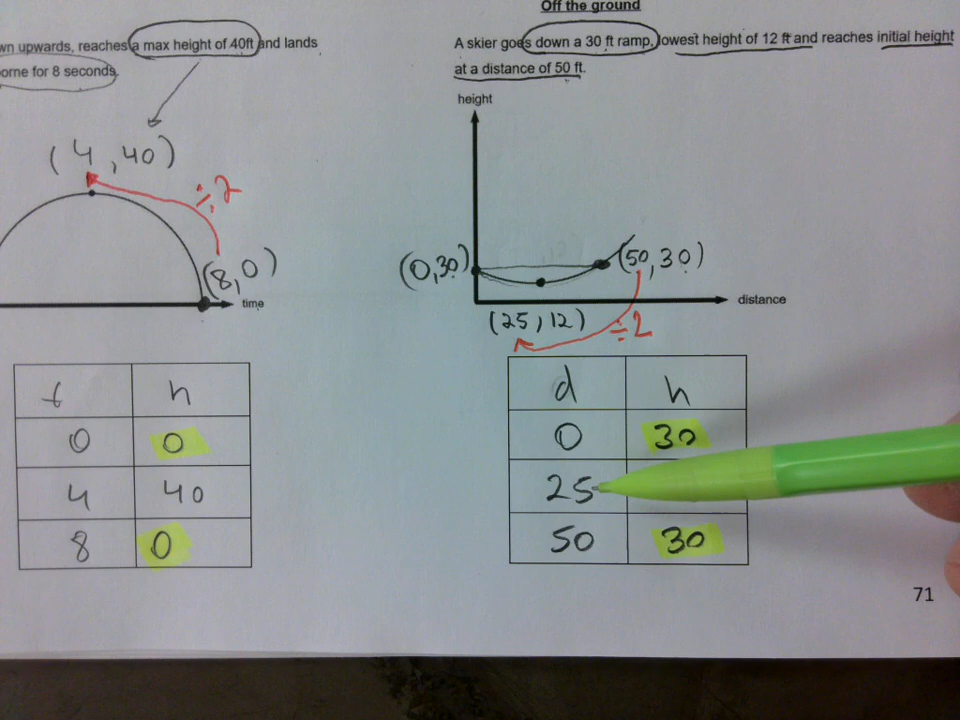 Off the ground
wn upwards, reaches a max height of 40ft and lands
orne for 8 seconds.
A skier goes down a 30 ft ramp, lowest height of 12 ft and reaches initial height
at a distance of 50 ft.
height
(4,40)
÷2
(8,0)
time
(0,30)
(50,30)
distance
(25,12)
÷2
t h
0 0
4 40
8 0
d h
0 30
25
50 30
71